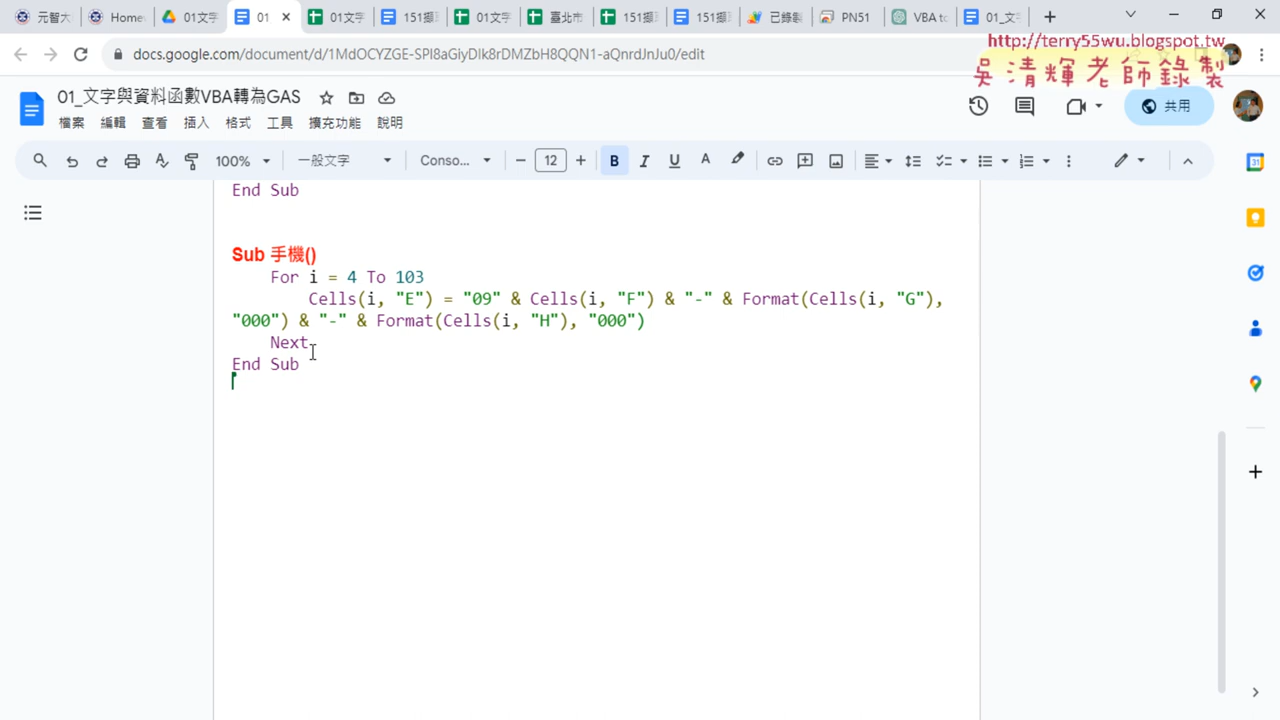 元智大
Home
01文字
01
01文字
151擷
01文字
臺北市
151擷
151擷
已錄製
PN51
VBA to
01_文
docs.google.com/document/d/1MdOCYZGE-SPl8aGiyDlk8rDMZbH8QQN1-aQnrdJnJu0/edit
http://terry55wu.blogspot.tw
吳清輝老師錄製
01_文字與資料函數VBA轉為GAS
檔案 編輯 查看 插入 格式 工具 擴充功能 說明
共用
100% 一般文字 Conso... 12 B I U A
End Sub
Sub 手機()
For i = 4 To 103
Cells(i, "E") = "09" & Cells(i, "F") & "-" & Format(Cells(i, "G"),
"000") & "-" & Format(Cells(i, "H"), "000")
Next
End Sub